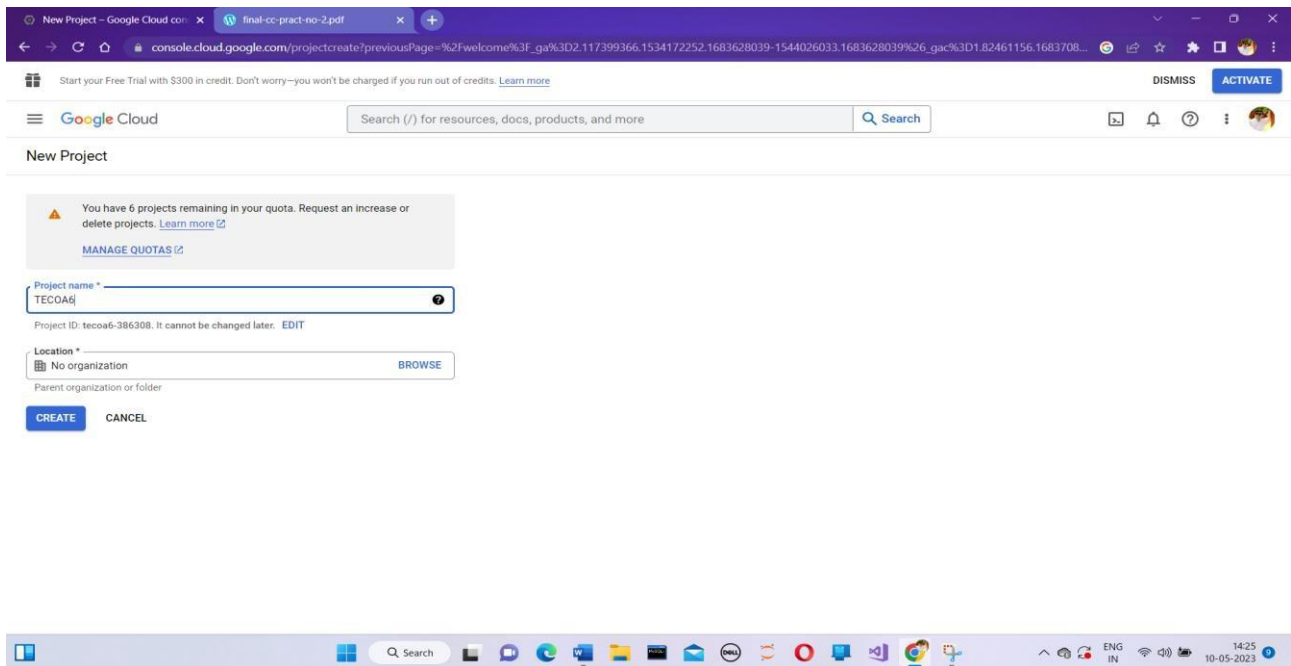 New Project – Google Cloud con
final-cc-pract-no-2.pdf
console.cloud.google.com/projectcreate?previousPage=%2Fwelcome%3F_ga%3D2.117399366.1534172252.1683628039-1544026033.1683628039%26_gac%3D1.82461156.1683708...
Start your Free Trial with $300 in credit. Don't worry—you won't be charged if you run out of credits. Learn more
DISMISS
ACTIVATE
Google Cloud
Search (/) for resources, docs, products, and more
Search
New Project
You have 6 projects remaining in your quota. Request an increase or
delete projects. Learn more
MANAGE QUOTAS
Project name *
TECOA6
Project ID: tecoa6-386308. It cannot be changed later. EDIT
Location *
No organization
BROWSE
Parent organization or folder
CREATE
CANCEL
Search
DELL
ENG
IN
14:25
10-05-2023
9